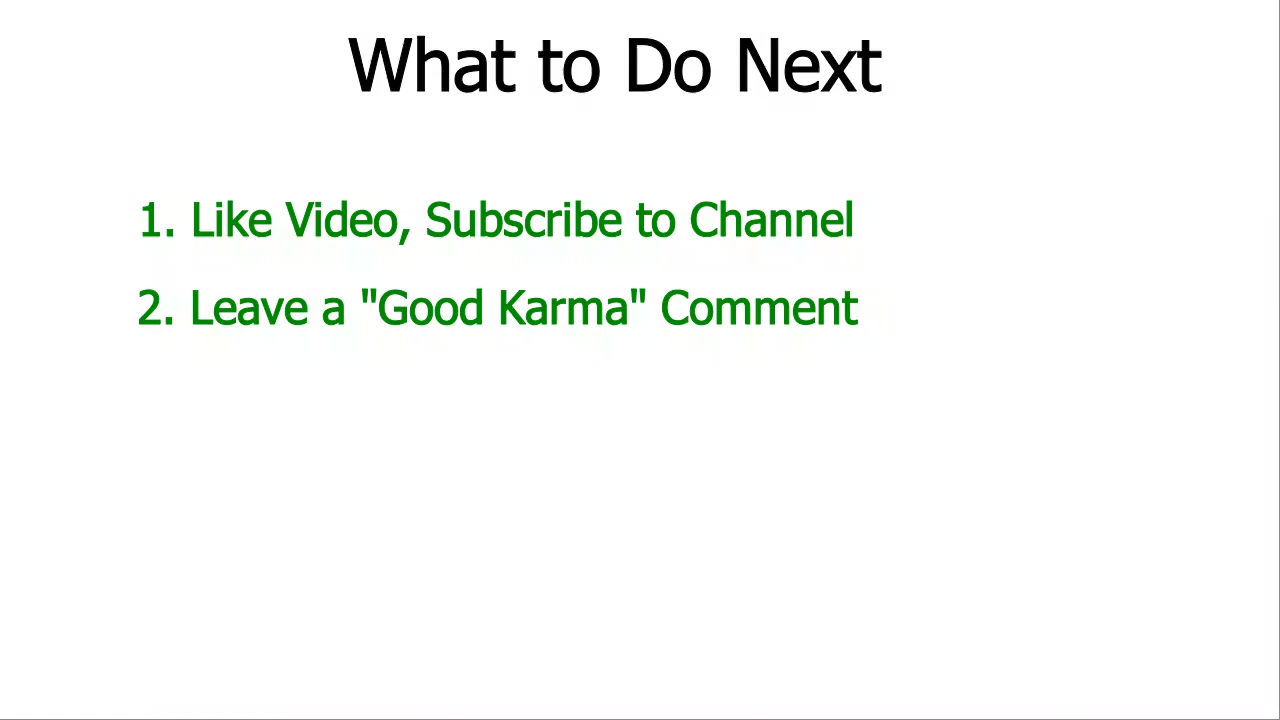 What to Do Next
1. Like Video, Subscribe to Channel
2. Leave a "Good Karma" Comment